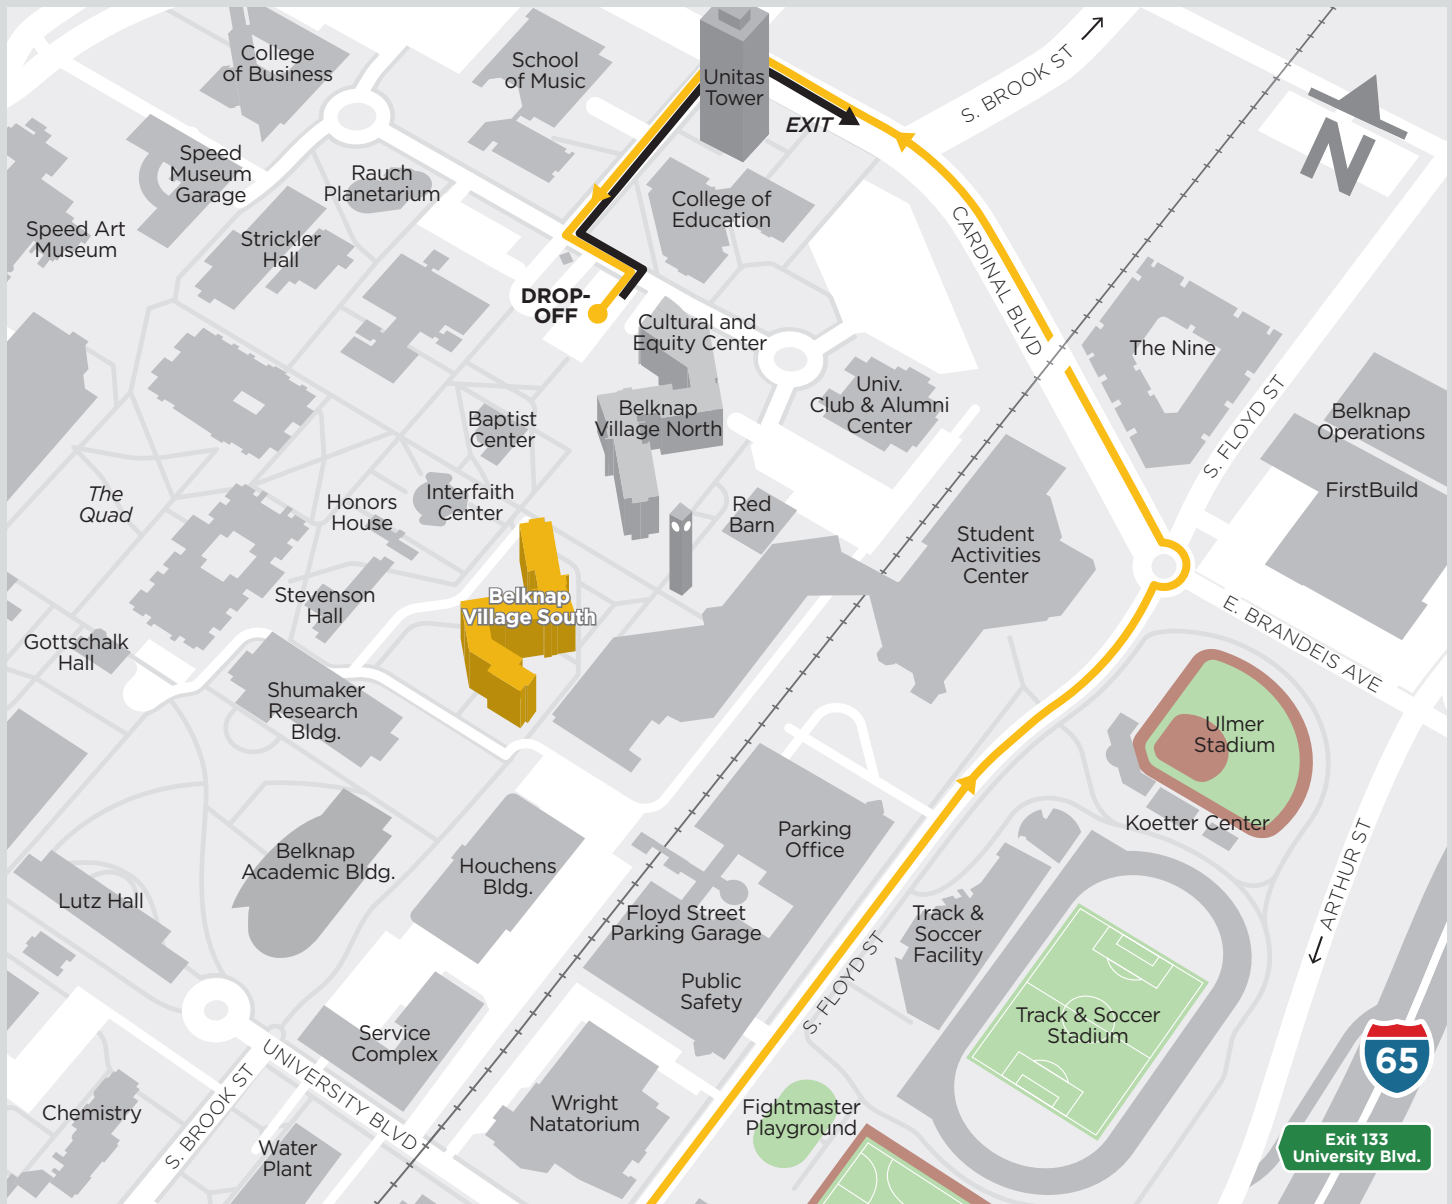 College
of Business
School
of Music
Unitas
Tower
EXIT
S. BROOK ST
N
Speed
Museum
Garage
Rauch
Planetarium
College of
Education
Speed Art
Museum
Strickler
Hall
CARDINAL BLVD
DROP-
OFF
Cultural and
Equity Center
The Nine
Univ.
Club & Alumni
Center
S. FLOYD ST
Belknap
Operations
Baptist
Center
Belknap
Village North
FirstBuild
The
Quad
Honors
House
Interfaith
Center
Red
Barn
Student
Activities
Center
Stevenson
Hall
Belknap
Village South
E. BRANDEIS AVE
Gottschalk
Hall
Shumaker
Research
Bldg.
Ulmer
Stadium
Koetter Center
Parking
Office
ARTHUR ST
Belknap
Academic Bldg.
Houchens
Bldg.
Lutz Hall
Floyd Street
Parking Garage
Track &
Soccer
Facility
Public
Safety
S. FLOYD ST
Track & Soccer
Stadium
Service
Complex
65
UNIVERSITY BLVD
Chemistry
S. BROOK ST
Wright
Natatorium
Fightmaster
Playground
Water
Plant
Exit 133
University Blvd.